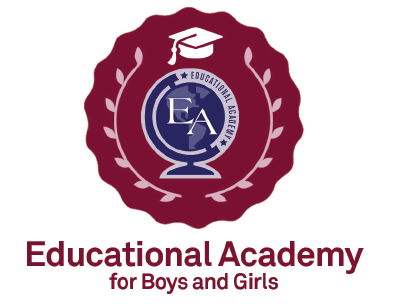 EDUCATIONAL ACADEMY
EA
Educational Academy
for Boys and Girls